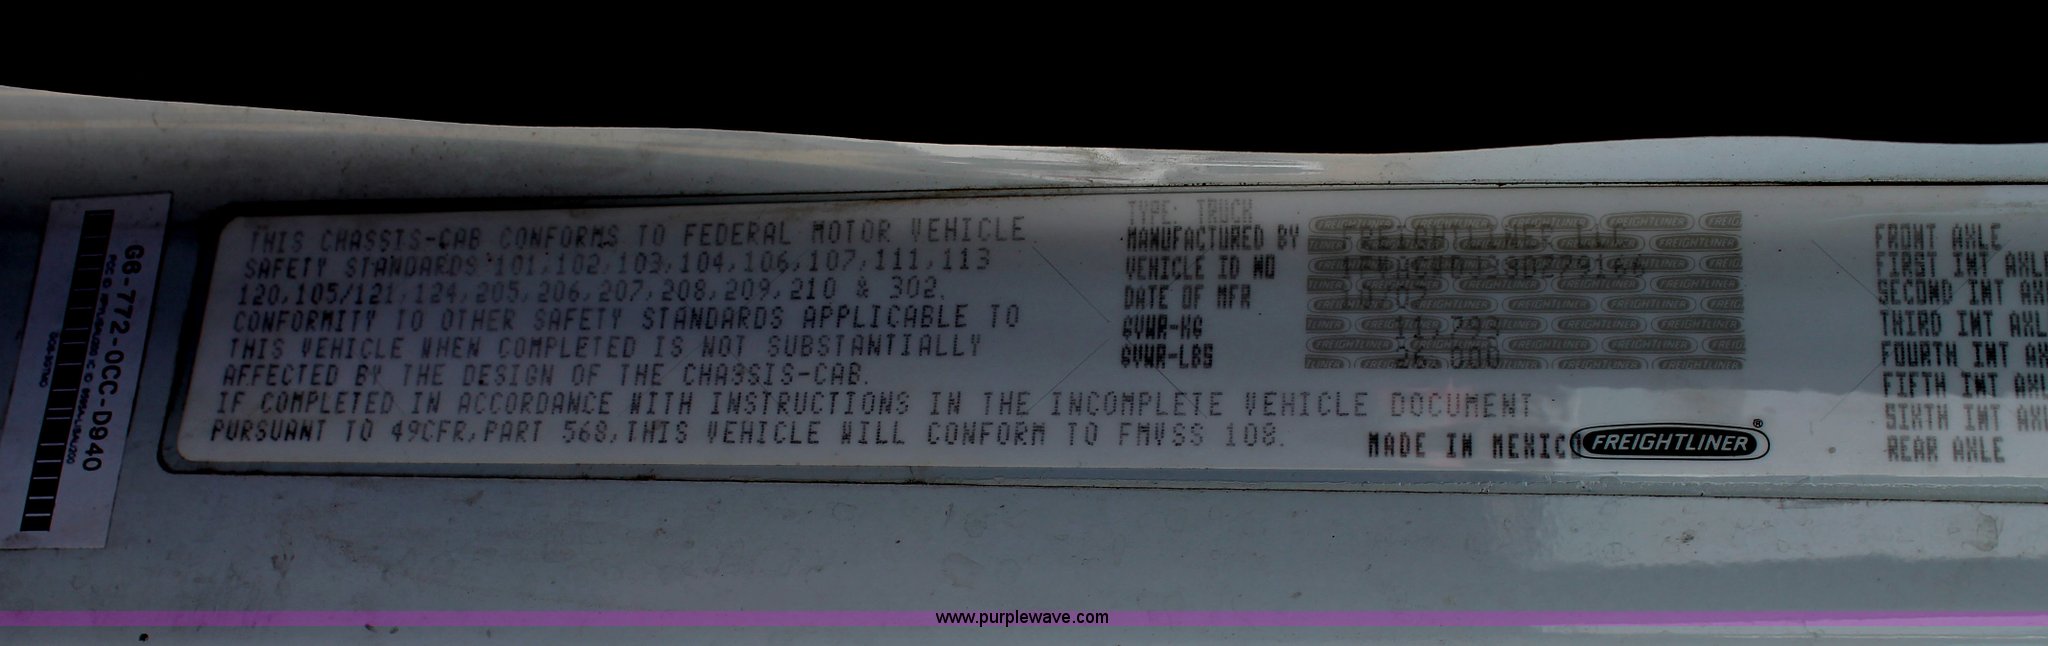 G6-772-0CC-D940
THIS CHASSIS-CAB CONFORMS TO FEDERAL MOTOR VEHICLE
SAFETY STANDARDS 101,102,103,104,106,107,111,113
120,105/121,124,205,206,207,208,209,210 & 302.
CONFORMITY TO OTHER SAFETY STANDARDS APPLICABLE TO
THIS VEHICLE WHEN COMPLETED IS NOT SUBSTANTIALLY
AFFECTED BY THE DESIGN OF THE CHASSIS-CAB.
IF COMPLETED IN ACCORDANCE WITH INSTRUCTIONS IN THE INCOMPLETE VEHICLE DOCUMENT
PURSUANT TO 49CFR,PART 568,THIS VEHICLE WILL CONFORM TO FMVSS 108.
TYPE: TRUCK
MANUFACTURED BY
VEHICLE ID NO
DATE OF MFR
GVWR-KG
GVWR-LBS 26,000
MADE IN MEXICO
FREIGHTLINER®
FRONT AXLE
FIRST INT AXLE
SECOND INT AX
THIRD INT AXL
FOURTH INT AX
FIFTH INT AXL
SIXTH INT AX
REAR AXLE
www.purplewave.com